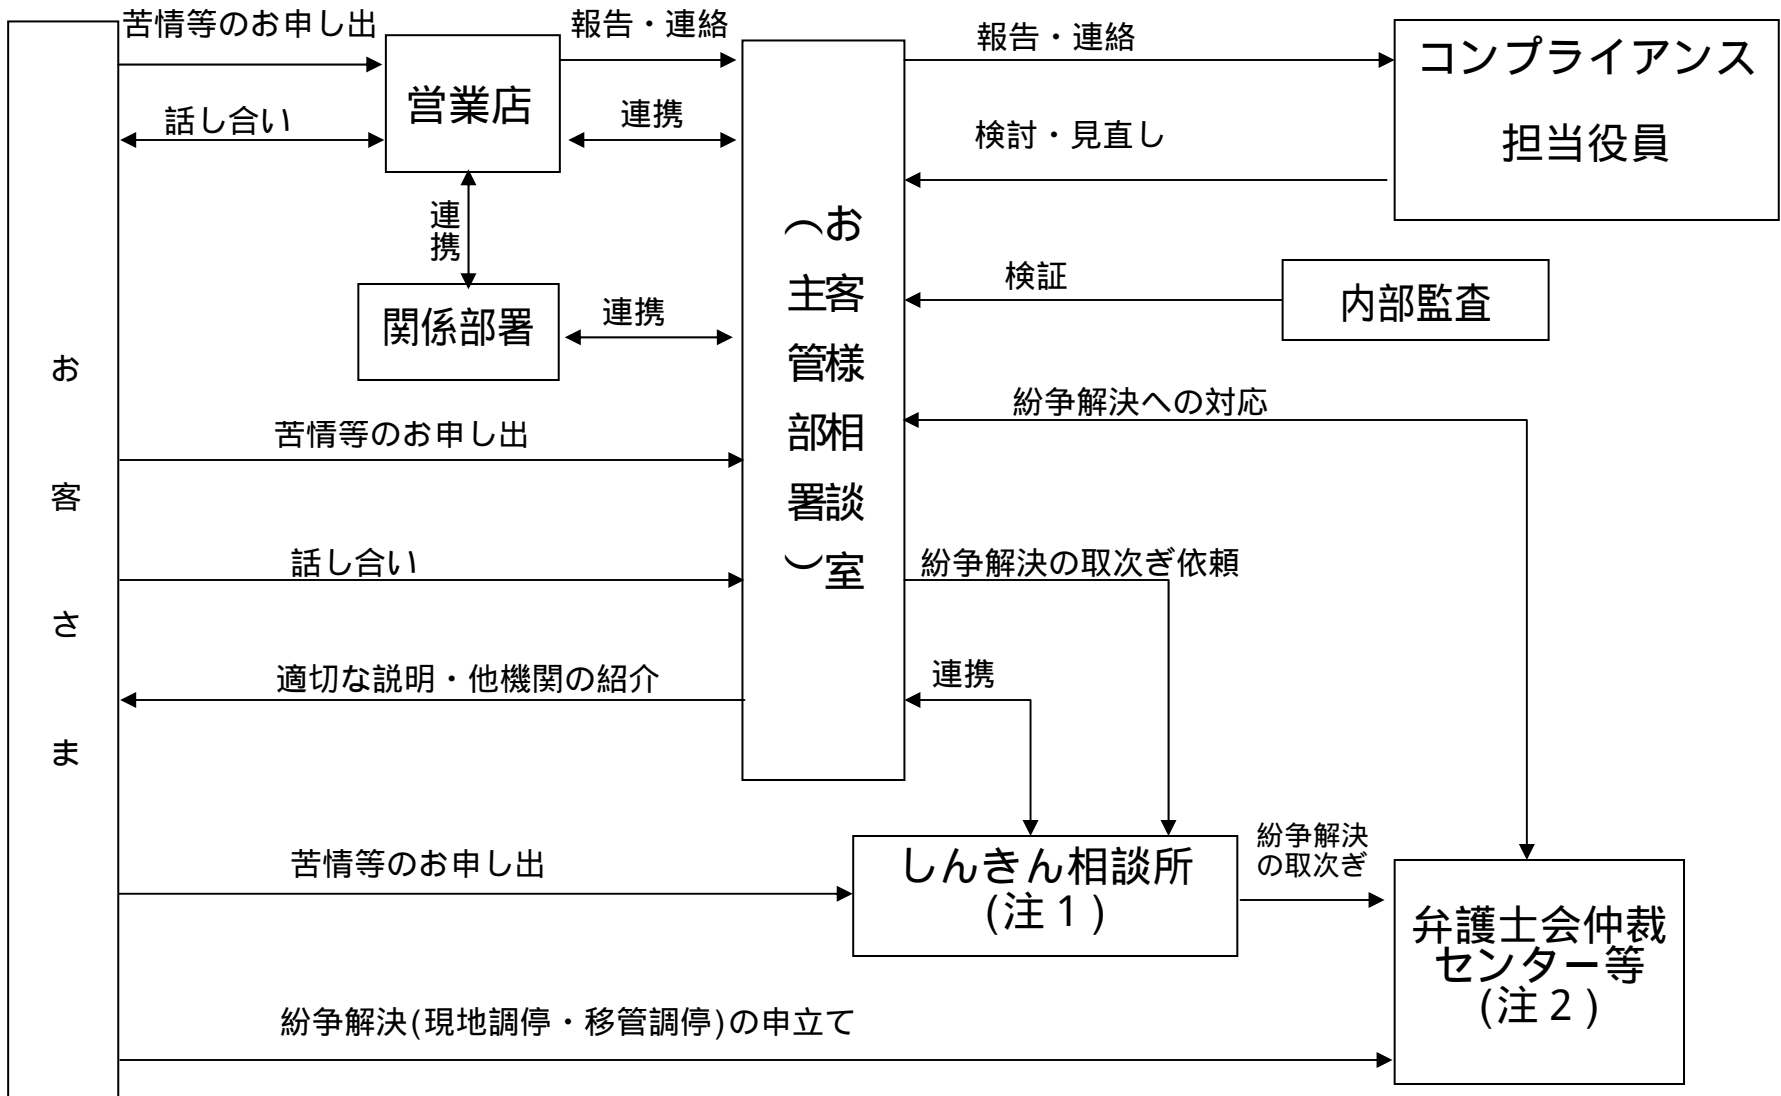 苦情等のお申し出
報告・連絡
報告・連絡
コンプライアンス
担当役員
営業店
話し合い
連携
検討・見直し
連携
お客様相談室
（主管部署）
検証
内部監査
関係部署
連携
お客さま
紛争解決への対応
苦情等のお申し出
話し合い
紛争解決の取次ぎ依頼
適切な説明・他機関の紹介
連携
苦情等のお申し出
しんきん相談所
(注１)
紛争解決
の取次ぎ
弁護士会仲裁
センター等
(注２)
紛争解決(現地調停・移管調停)の申立て